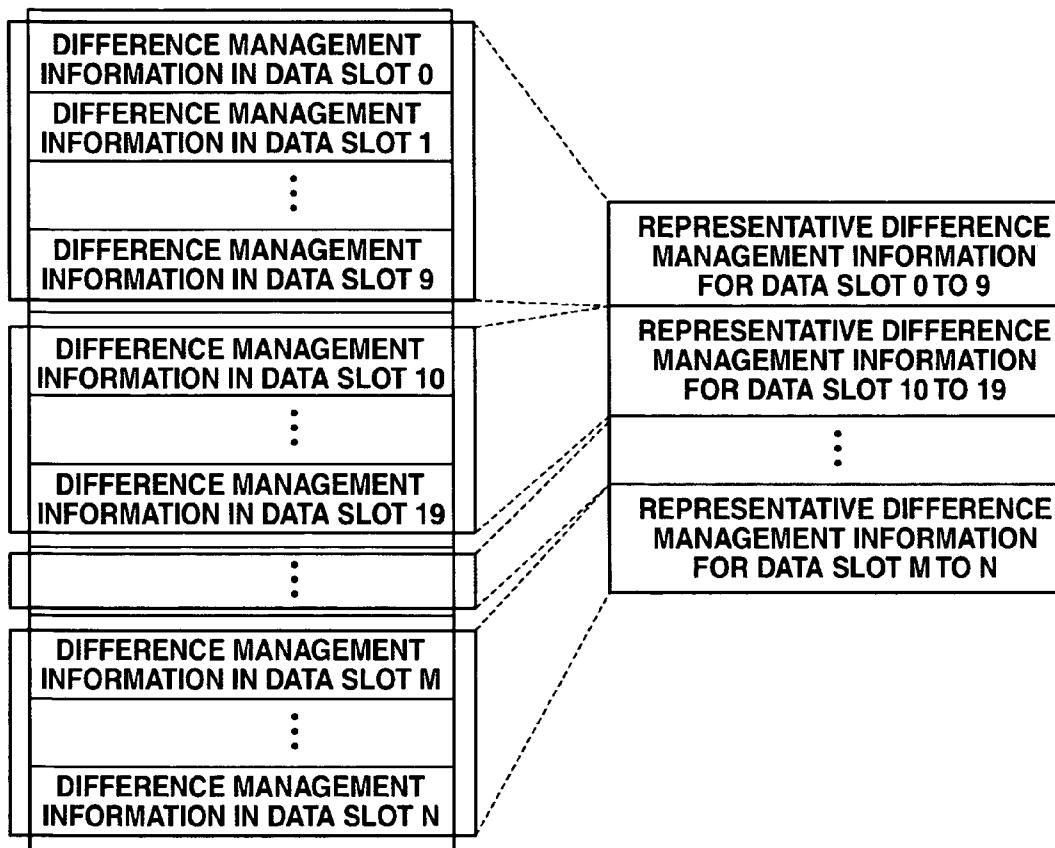 DIFFERENCE MANAGEMENT
INFORMATION IN DATA SLOT 0
DIFFERENCE MANAGEMENT
INFORMATION IN DATA SLOT 1
DIFFERENCE MANAGEMENT
INFORMATION IN DATA SLOT 9
DIFFERENCE MANAGEMENT
INFORMATION IN DATA SLOT 10
DIFFERENCE MANAGEMENT
INFORMATION IN DATA SLOT 19
DIFFERENCE MANAGEMENT
INFORMATION IN DATA SLOT M
DIFFERENCE MANAGEMENT
INFORMATION IN DATA SLOT N
REPRESENTATIVE DIFFERENCE
MANAGEMENT INFORMATION
FOR DATA SLOT 0 TO 9
REPRESENTATIVE DIFFERENCE
MANAGEMENT INFORMATION
FOR DATA SLOT 10 TO 19
REPRESENTATIVE DIFFERENCE
MANAGEMENT INFORMATION
FOR DATA SLOT M TO N